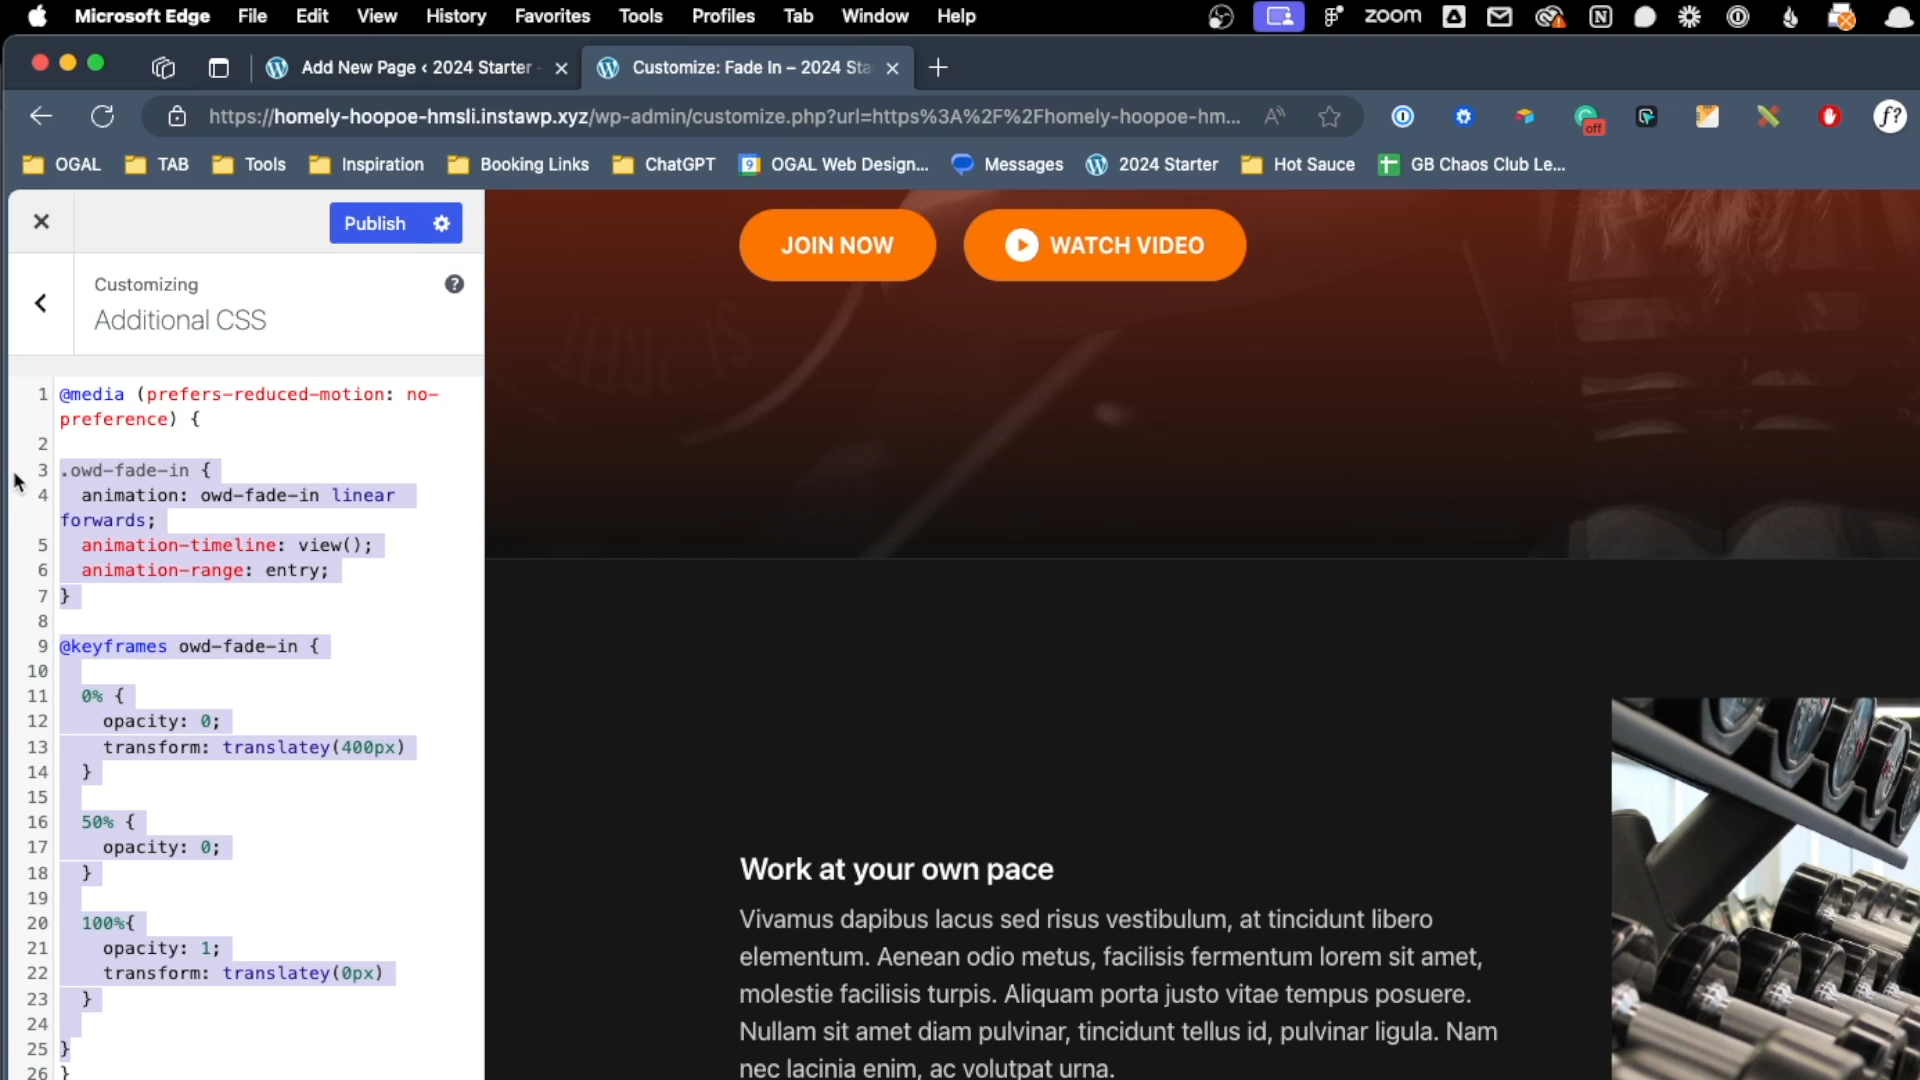 Microsoft Edge File Edit View History Favorites Tools Profiles Tab Window Help zoom
Add New Page ‹ 2024 Starter -
Customize: Fade In – 2024 Sta
https://homely-hoopoe-hmsli.instawp.xyz/wp-admin/customize.php?url=https%3A%2F%2Fhomely-hoopoe-hm...
off
f?
OGAL TAB Tools Inspiration Booking Links ChatGPT 9 OGAL Web Design... Messages 2024 Starter Hot Sauce GB Chaos Club Le...
Publish
JOIN NOW
WATCH VIDEO
Customizing
Additional CSS
1 @media (prefers-reduced-motion: no-
preference) {
2
3 .owd-fade-in {
4 animation: owd-fade-in linear
forwards;
5 animation-timeline: view();
6 animation-range: entry;
7 }
8
9 @keyframes owd-fade-in {
10
11 0% {
12 opacity: 0;
13 transform: translatey(400px)
14 }
15
16 50% {
17 opacity: 0;
18 }
19
20 100%{
21 opacity: 1;
22 transform: translatey(0px)
23 }
24
25 }
26 }
Work at your own pace
Vivamus dapibus lacus sed risus vestibulum, at tincidunt libero
elementum. Aenean odio metus, facilisis fermentum lorem sit amet,
molestie facilisis turpis. Aliquam porta justo vitae tempus posuere.
Nullam sit amet diam pulvinar, tincidunt tellus id, pulvinar ligula. Nam
nec lacinia enim, ac volutpat urna.